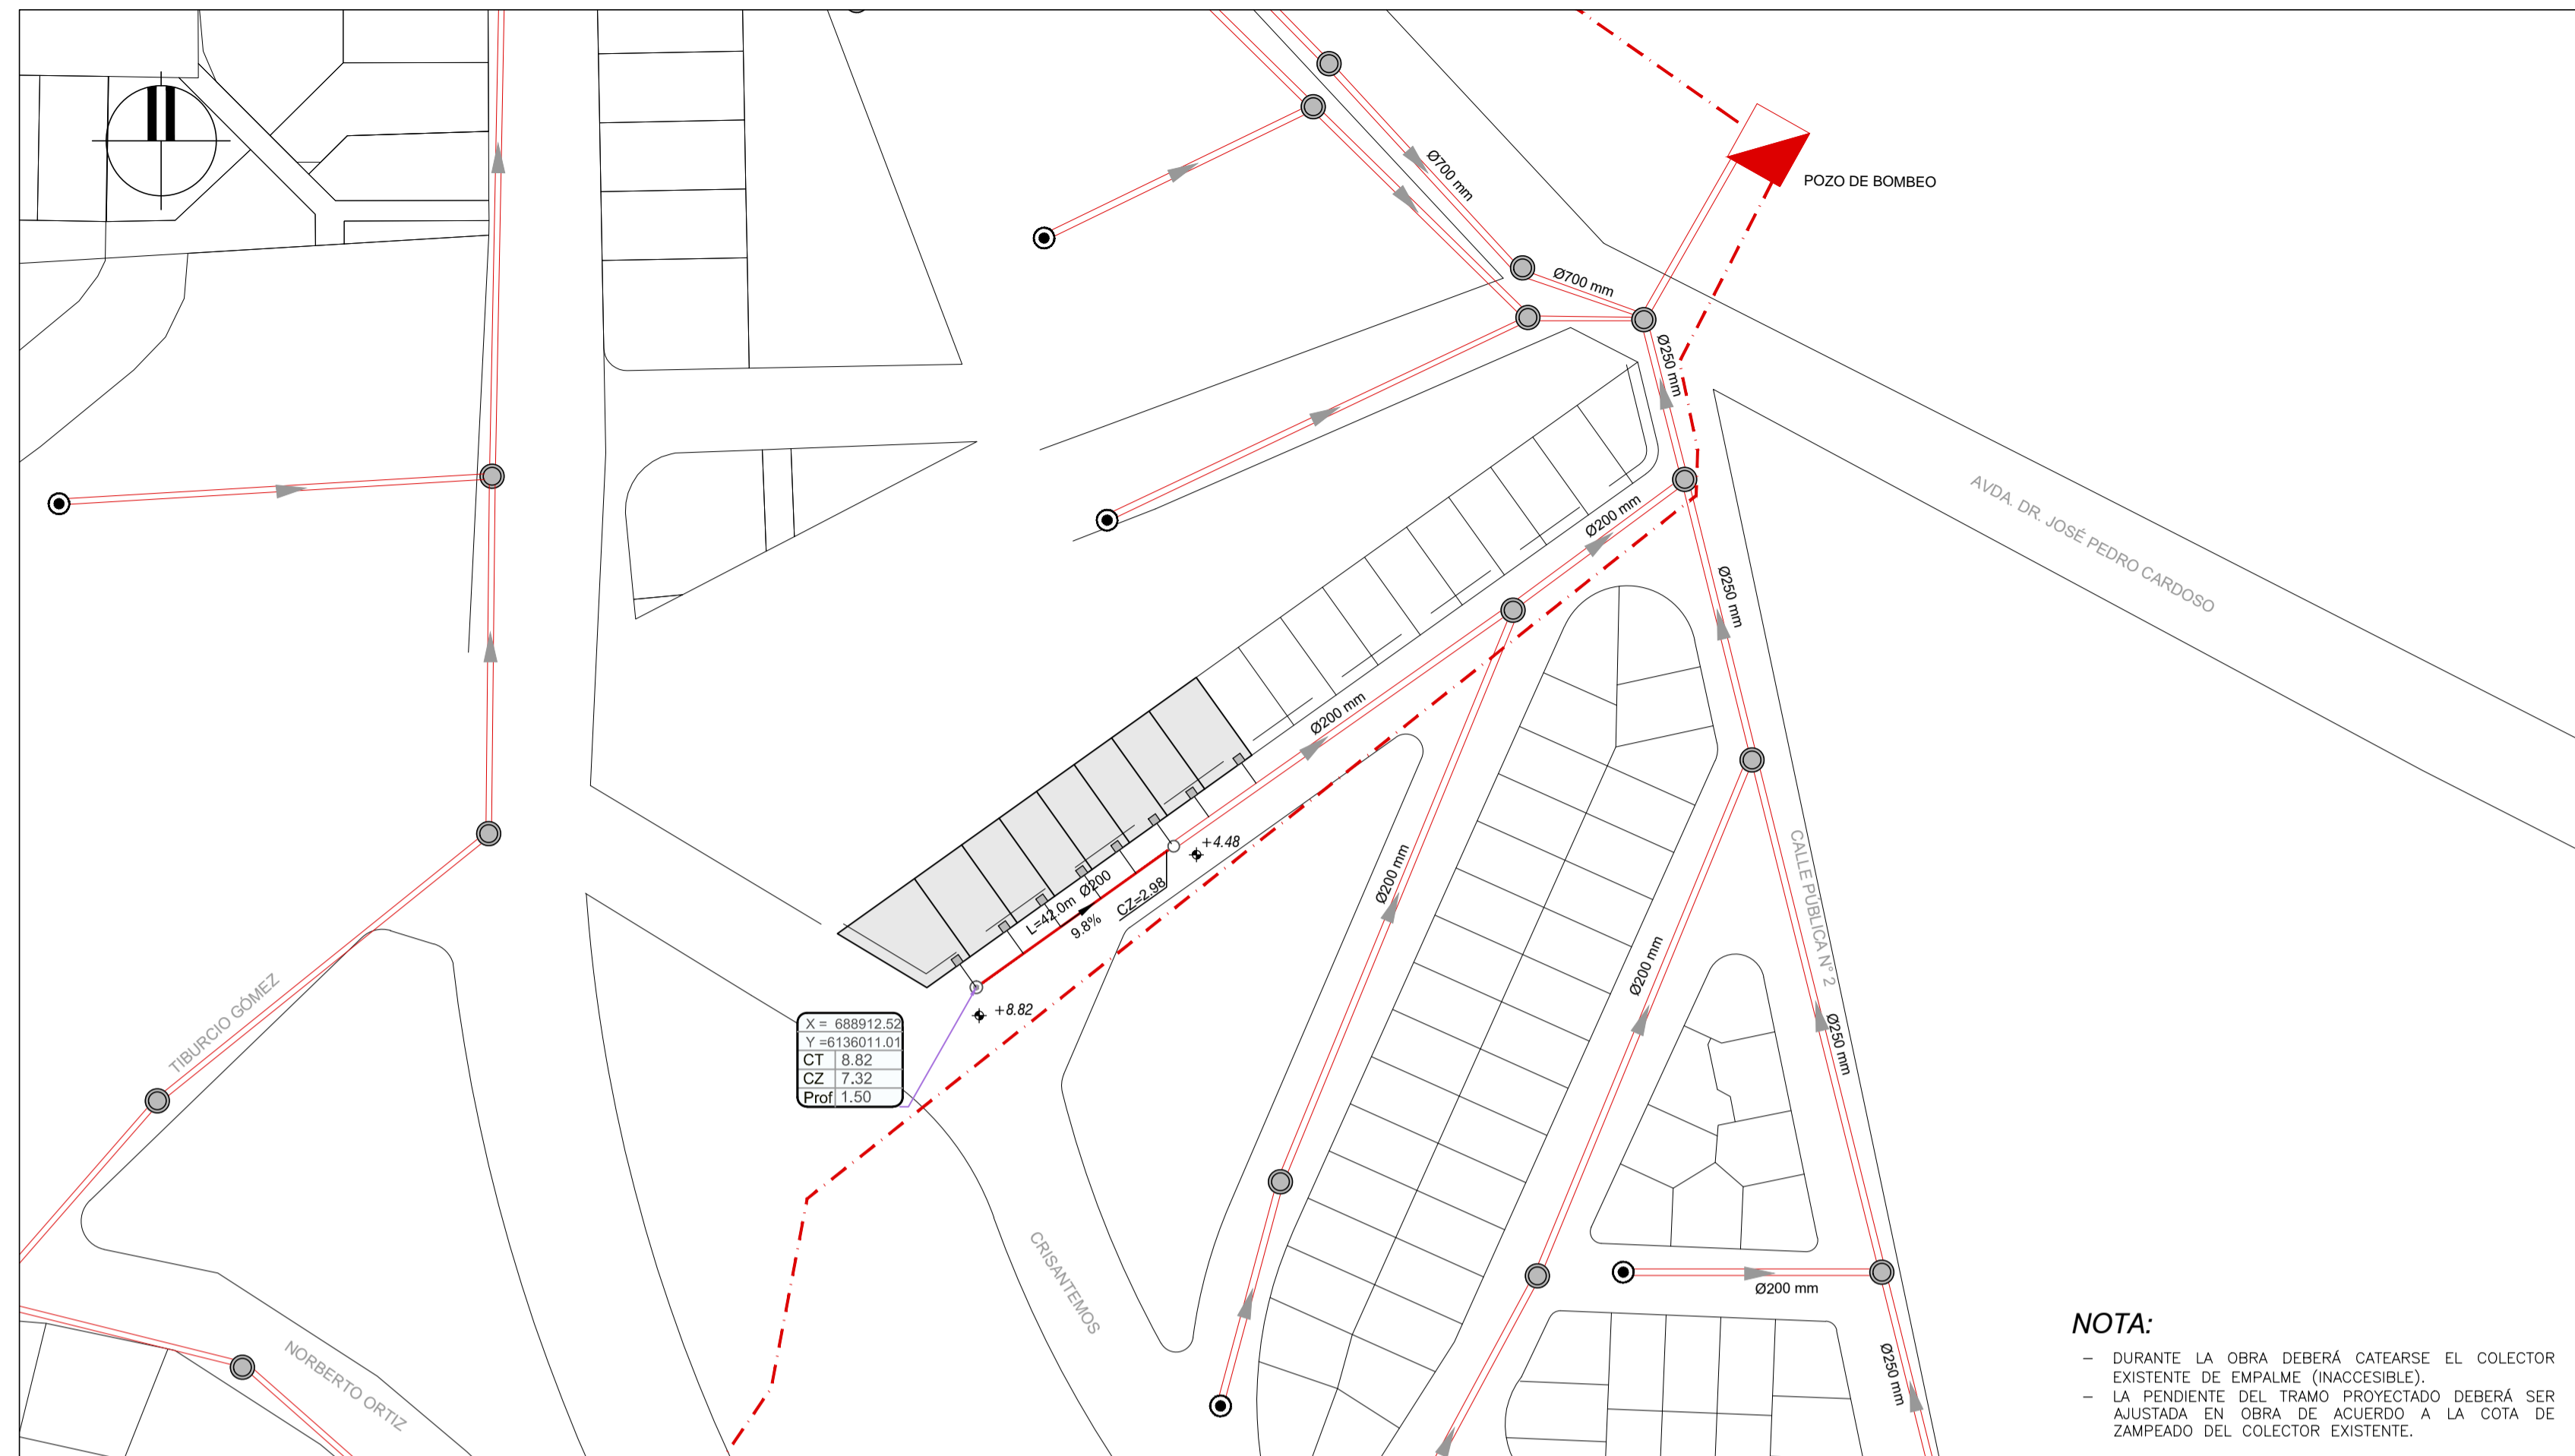 Ø700 mm
POZO DE BOMBEO
Ø700 mm
Ø250 mm
AVDA. DR. JOSÉ PEDRO CARDOSO
Ø200 mm
Ø250 mm
Ø200 mm
+4.48
CALLE PÚBLICA N° 2
Ø200 mm
L=42.0m Ø200
9.8%
CZ=2.98
Ø200 mm
TIBURCIO GÓMEZ
+8.82
X = 688912.52
Y =6136011.01
CT 8.82
CZ 7.32
Prof 1.50
Ø250 mm
CRISANTEMOS
Ø200 mm
NORBERTO ORTIZ
Ø250 mm
NOTA:
– DURANTE LA OBRA DEBERÁ CATEARSE EL COLECTOR
EXISTENTE DE EMPALME (INACCESIBLE).
– LA PENDIENTE DEL TRAMO PROYECTADO DEBERÁ SER
AJUSTADA EN OBRA DE ACUERDO A LA COTA DE
ZAMPEADO DEL COLECTOR EXISTENTE.